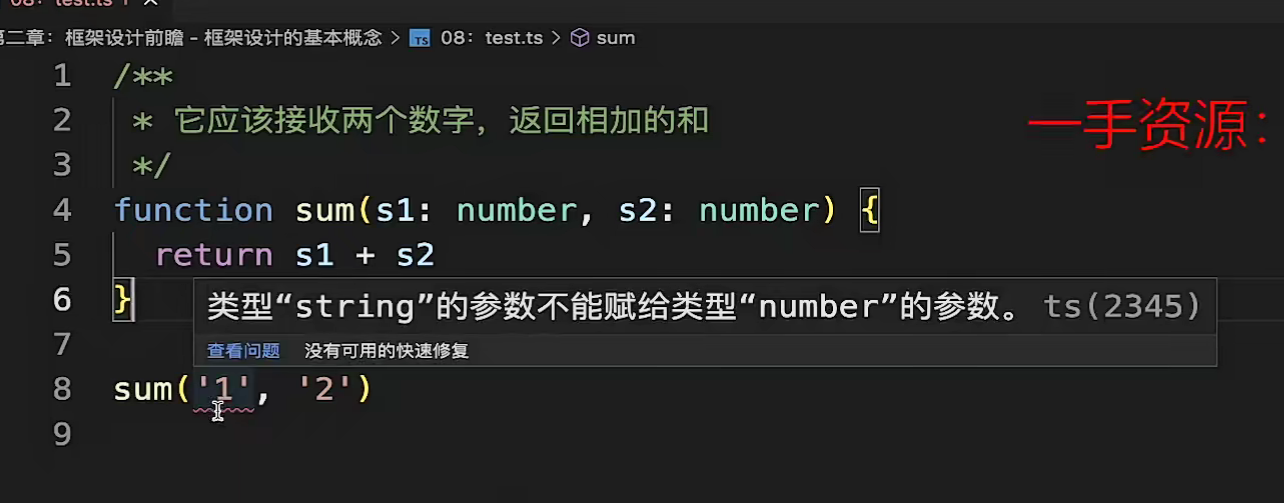 08：test.ts 1
第二章：框架设计前瞻 - 框架设计的基本概念 > TS 08：test.ts > sum
1 /**
一手资源：
2 * 它应该接收两个数字，返回相加的和
3 */
4 function sum(s1: number, s2: number) {
5 return s1 + s2
6 }
类型“string”的参数不能赋给类型“number”的参数。 ts(2345)
7
查看问题 没有可用的快速修复
8 sum('1', '2')
9